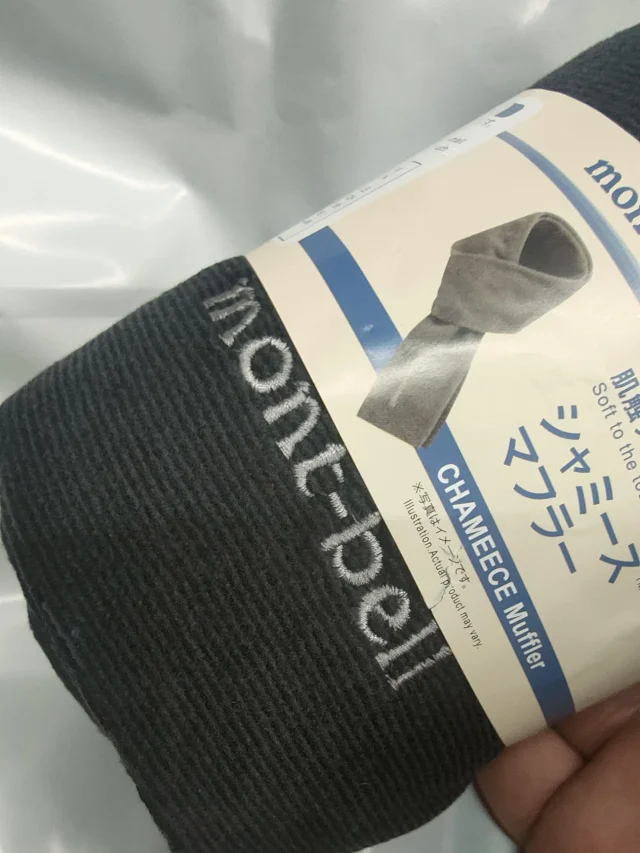 mont-bell
mon
肌触
Soft to the
シャミース
マフラー
CHAMEECE Muffler
※写真はイメージです。
Illustration.Actual product may vary.